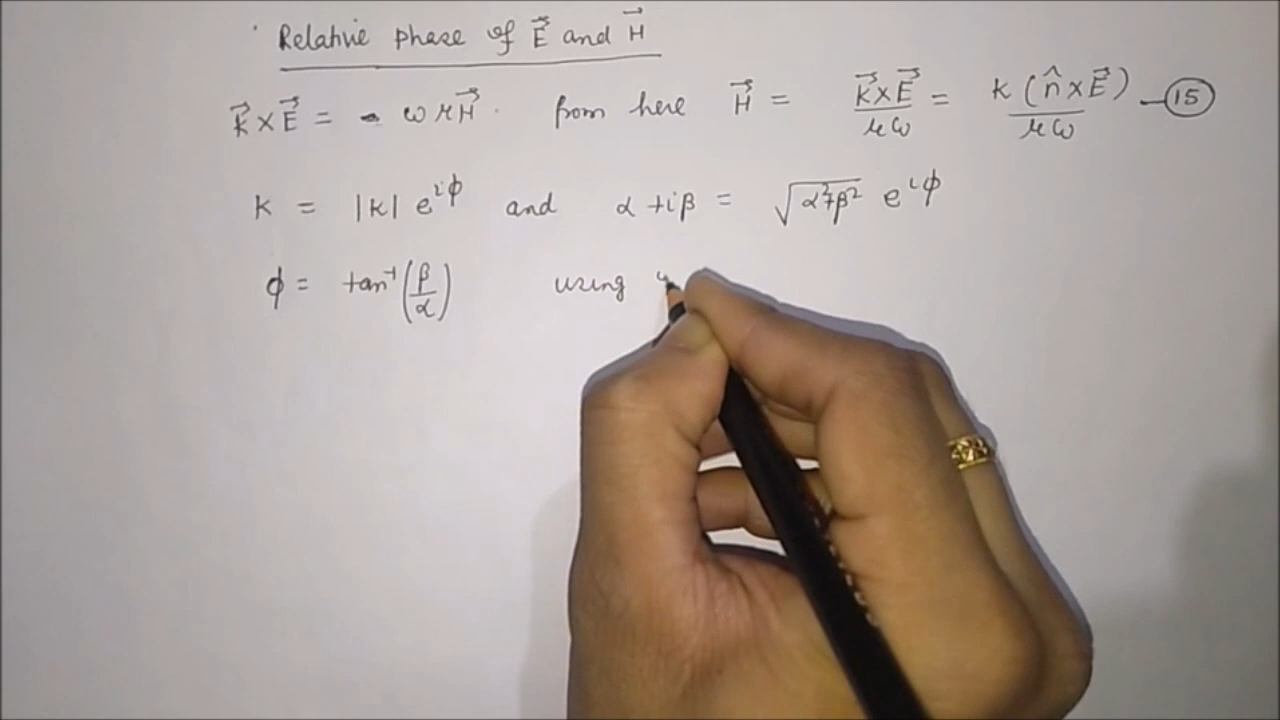 Relative phase of E⃗ and H⃗
k⃗ × E⃗ = - ωμH⃗. from here H⃗ = k⃗×E⃗/μω = k(n̂×E⃗)/μω —(15)
k = |k| e^{iϕ} and α+iβ = √(α²+β²) e^{iϕ}
ϕ = tan⁻¹(β/α) using